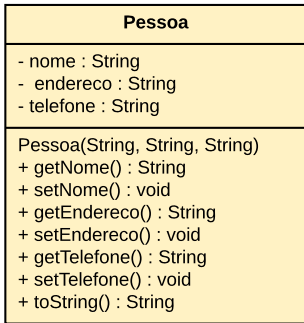 Pessoa
- nome : String
- endereco : String
- telefone : String
Pessoa(String, String, String)
+ getNome() : String
+ setNome() : void
+ getEndereco() : String
+ setEndereco() : void
+ getTelefone() : String
+ setTelefone() : void
+ toString() : String